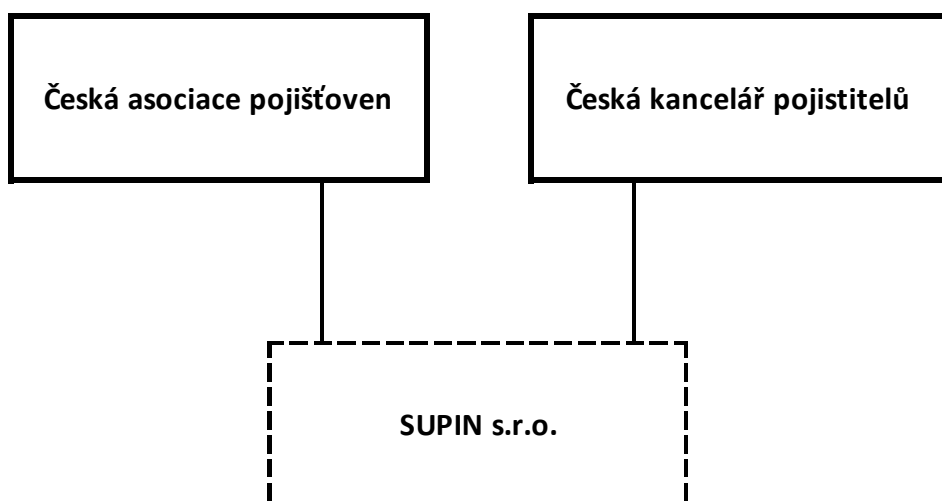 Česká asociace pojišťoven
Česká kancelář pojistitelů
SUPIN s.r.o.